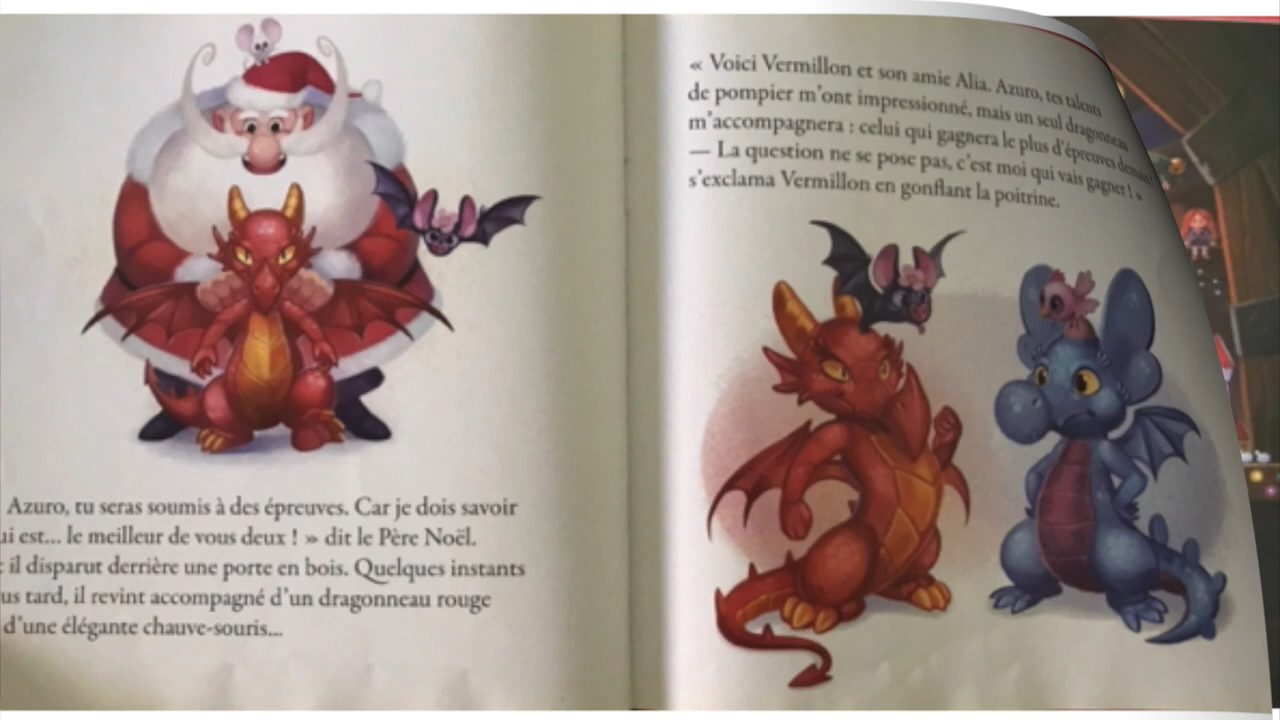 Azuro, tu seras soumis à des épreuves. Car je dois savoir
est... le meilleur de vous deux ! » dit le Père Noël.
il disparut derrière une porte en bois. Quelques instants
tard, il revint accompagné d'un dragonneau rouge
d'une élégante chauve-souris...
« Voici Vermillon et son amie Alia. Azuro, tes talents
de pompier m'ont impressionné, mais un seul dragonneau
m'accompagnera : celui qui gagnera le plus d'épreuves demain
— La question ne se pose pas, c'est moi qui vais gagner ! »
s'exclama Vermillon en gonflant la poitrine.